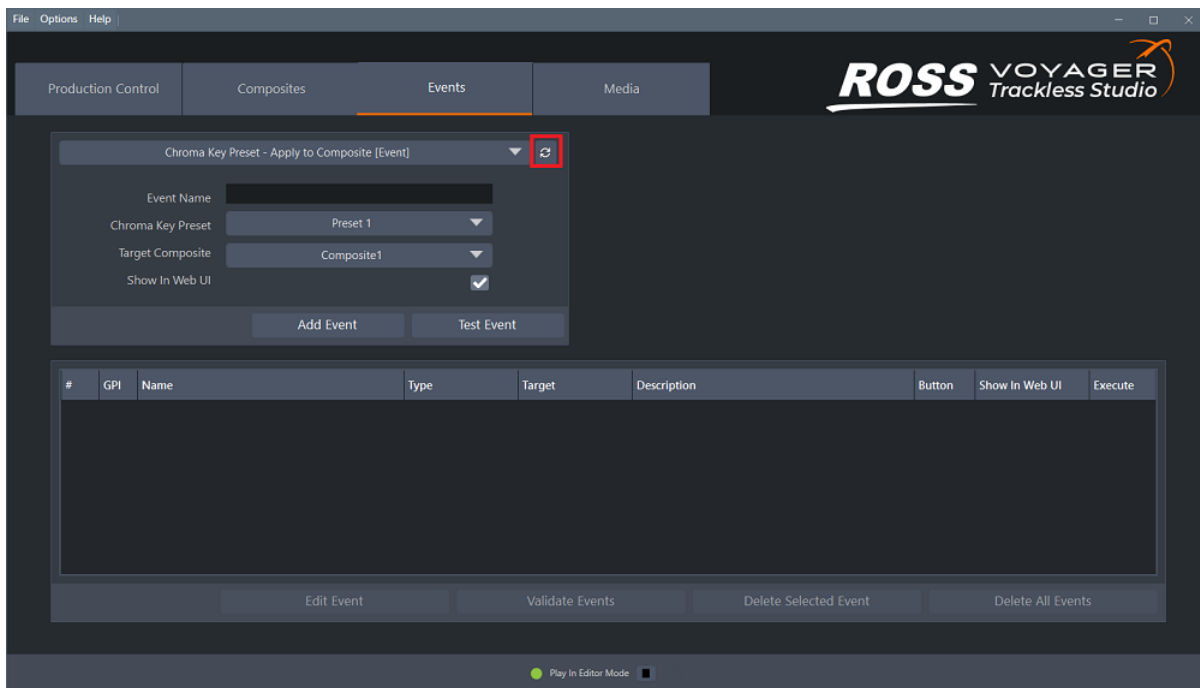 File Options Help
Production Control Composites Events Media
ROSS VOYAGER
Trackless Studio
Chroma Key Preset - Apply to Composite [Event]
Event Name
Chroma Key Preset Preset 1
Target Composite Composite1
Show In Web UI
Add Event Test Event
# GPI Name Type Target Description Button Show In Web UI Execute
Edit Event Validate Events Delete Selected Event Delete All Events
Play In Editor Mode